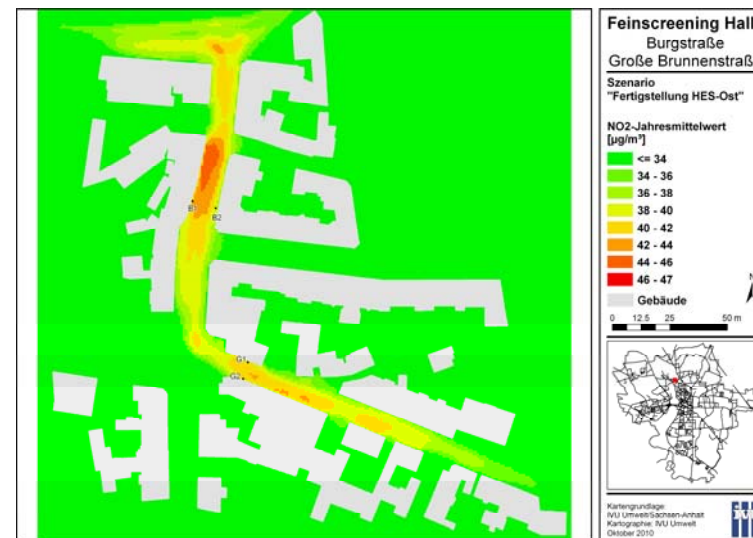 Feinscreening Hall
Burgstraße
Große Brunnenstraß
Szenario
"Fertigstellung HES-Ost"
NO2-Jahresmittelwert
[µg/m³]
<= 34
34 - 36
36 - 38
38 - 40
40 - 42
42 - 44
44 - 46
46 - 47
Gebäude
N
0 12.5 25 50 m
B1
B2
G1
G2
Kartengrundlage:
IVU Umwelt/Sachsen-Anhalt
Kartographie: IVU Umwelt
Oktober 2010